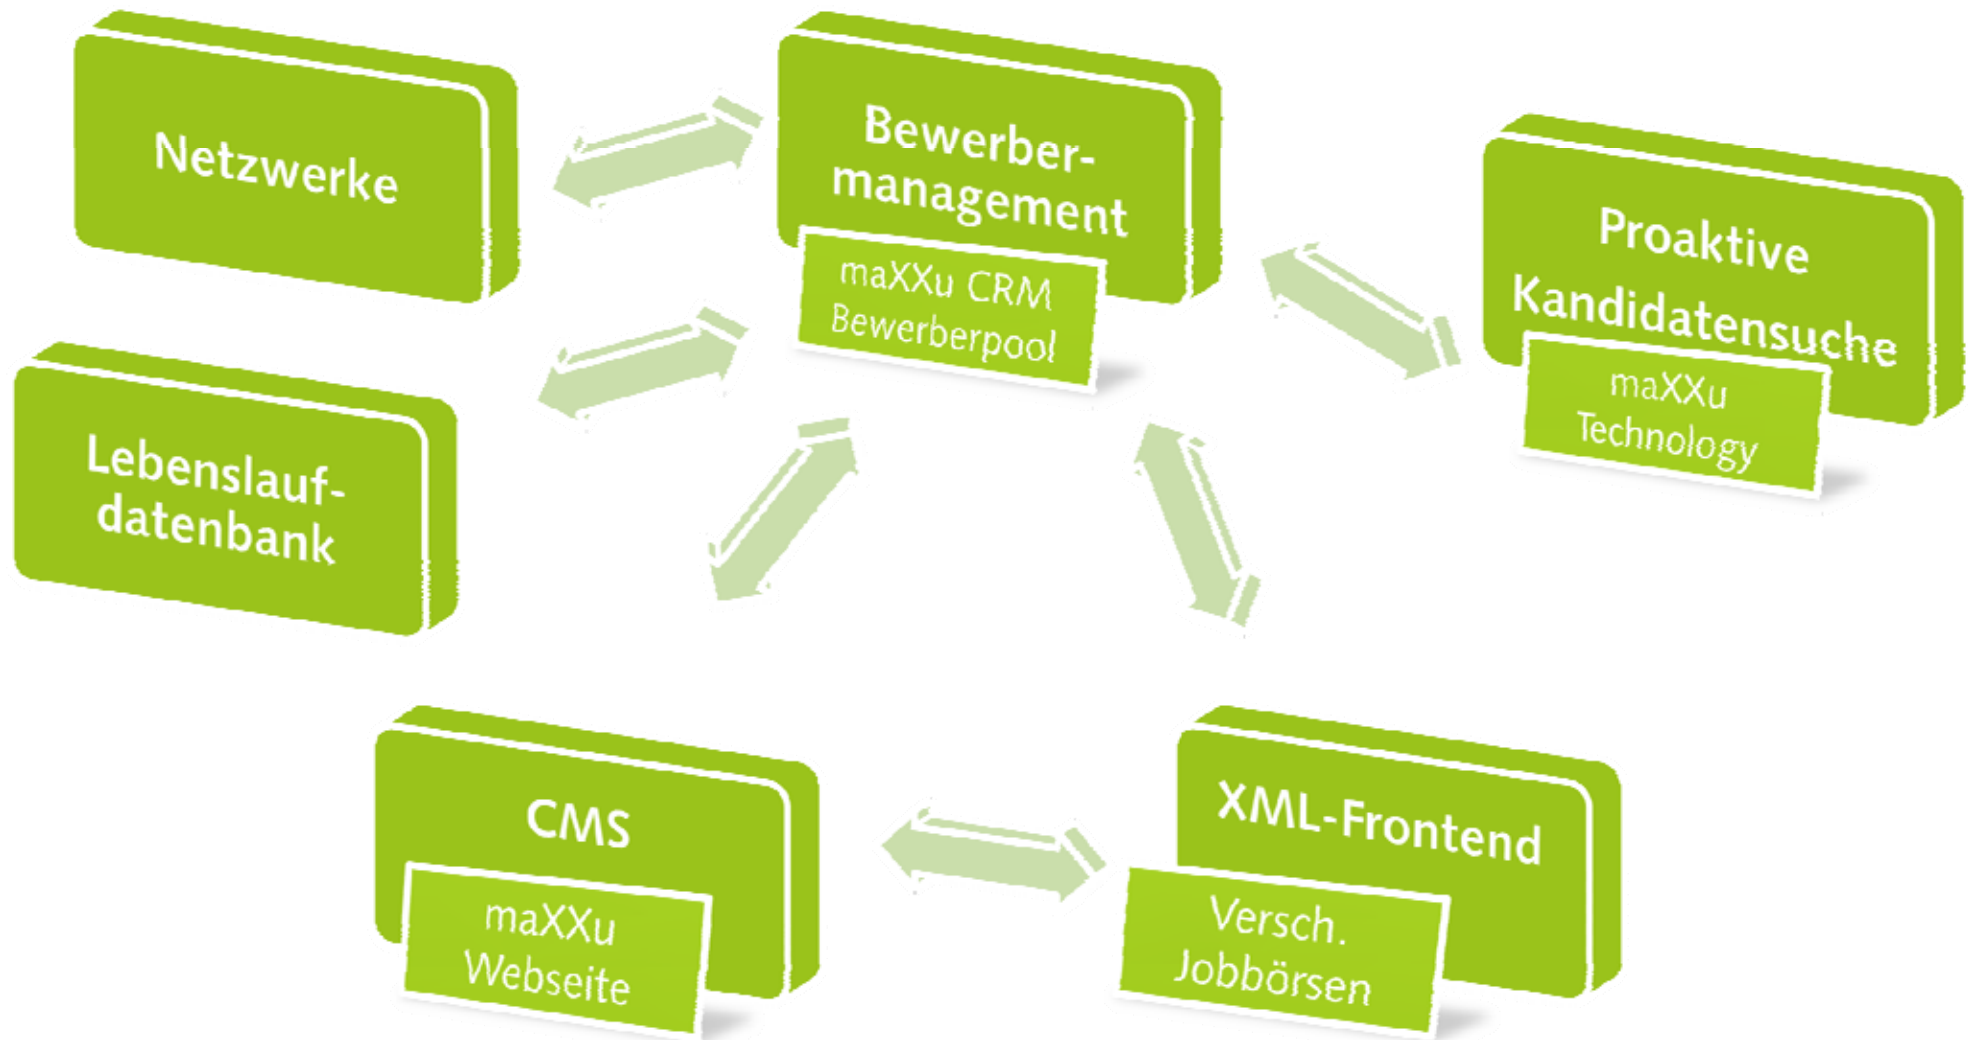 Netzwerke
Bewerber-
management
maXXu CRM
Bewerberpool
Proaktive
Kandidatensuche
maXXu
Technology
Lebenslauf-
datenbank
CMS
maXXu
Webseite
XML-Frontend
Versch.
Jobbörsen